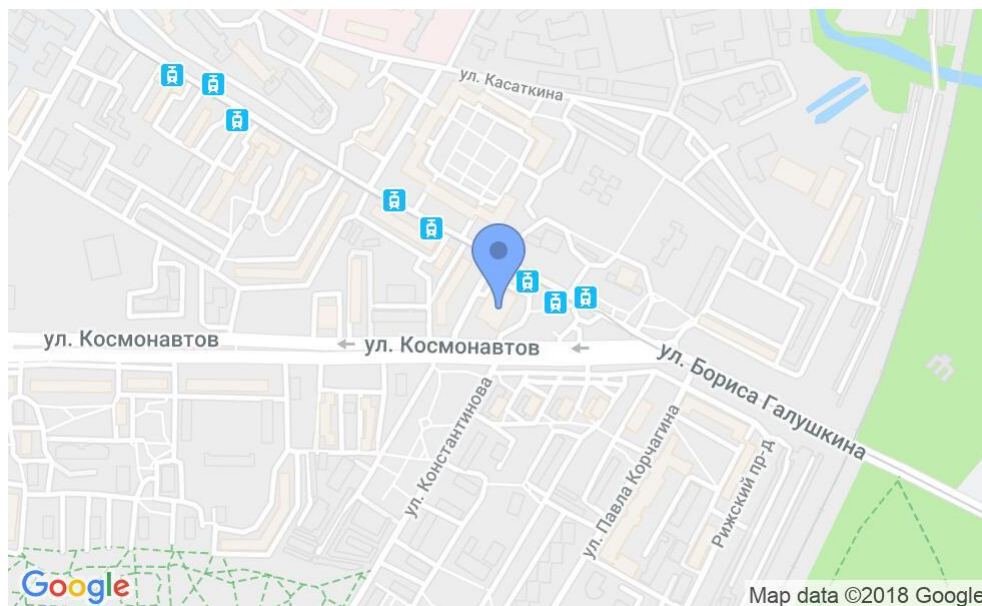 ул. Касаткина
ул. Космонавтов
ул. Космонавтов
ул. Бориса Галушкина
ул. Константинова
ул. Павла Корчагина
Рижский пр-д
Google
Map data ©2018 Google